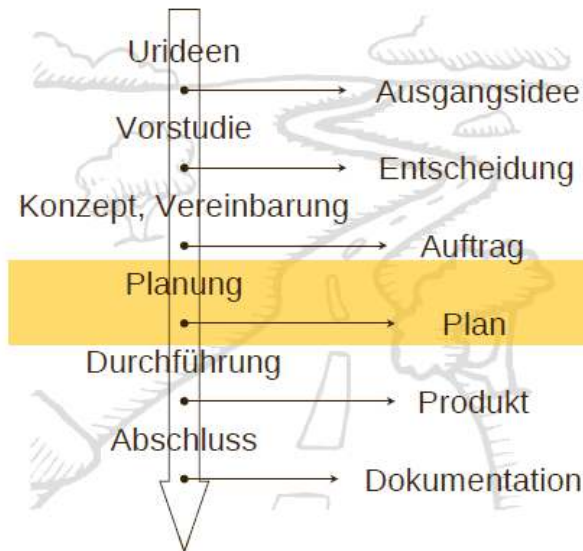 Urideen
Ausgangsidee
Vorstudie
Entscheidung
Konzept, Vereinbarung
Auftrag
Planung
Plan
Durchführung
Produkt
Abschluss
Dokumentation